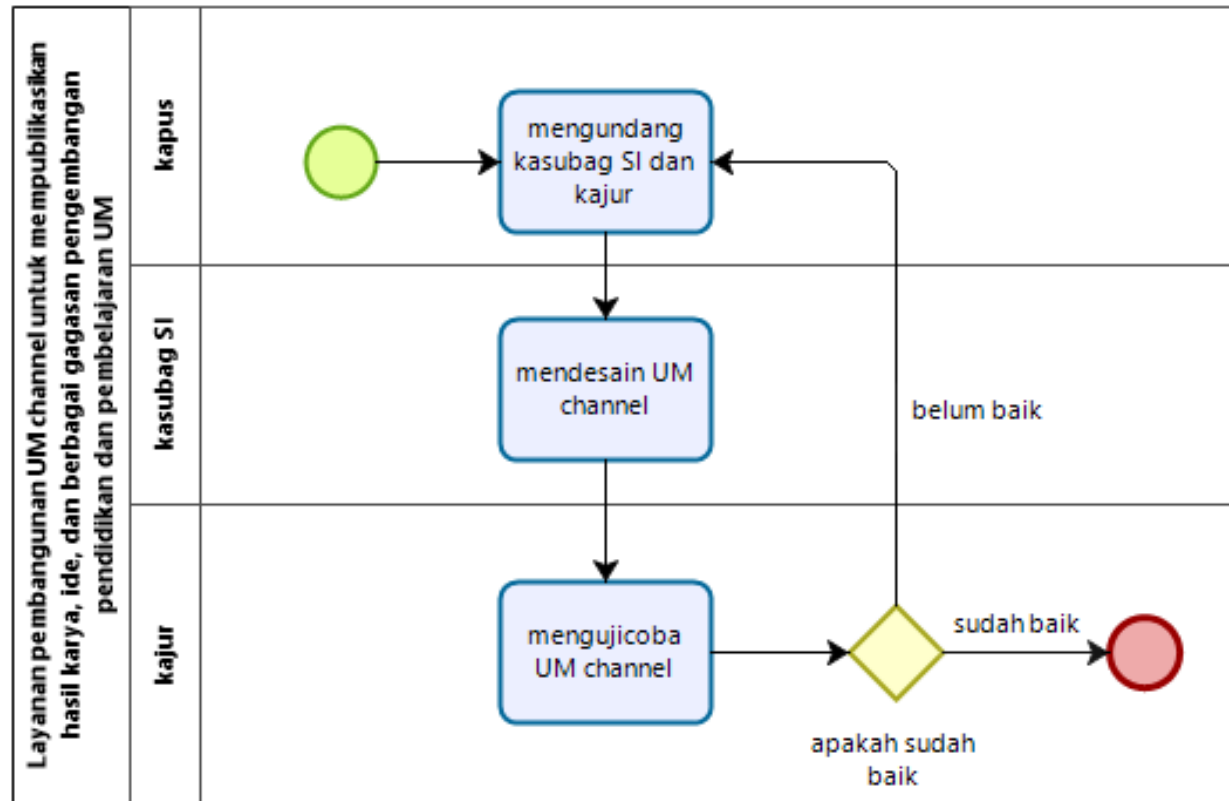 Layanan pembangunan UM channel untuk mempublikasikan
hasil karya, ide, dan berbagai gagasan pengembangan
pendidikan dan pembelajaran UM
kapus
mengundang
kasubag SI dan
kajur
kasubag SI
mendesain UM
channel
belum baik
kajur
mengujicoba
UM channel
sudah baik
apakah sudah
baik